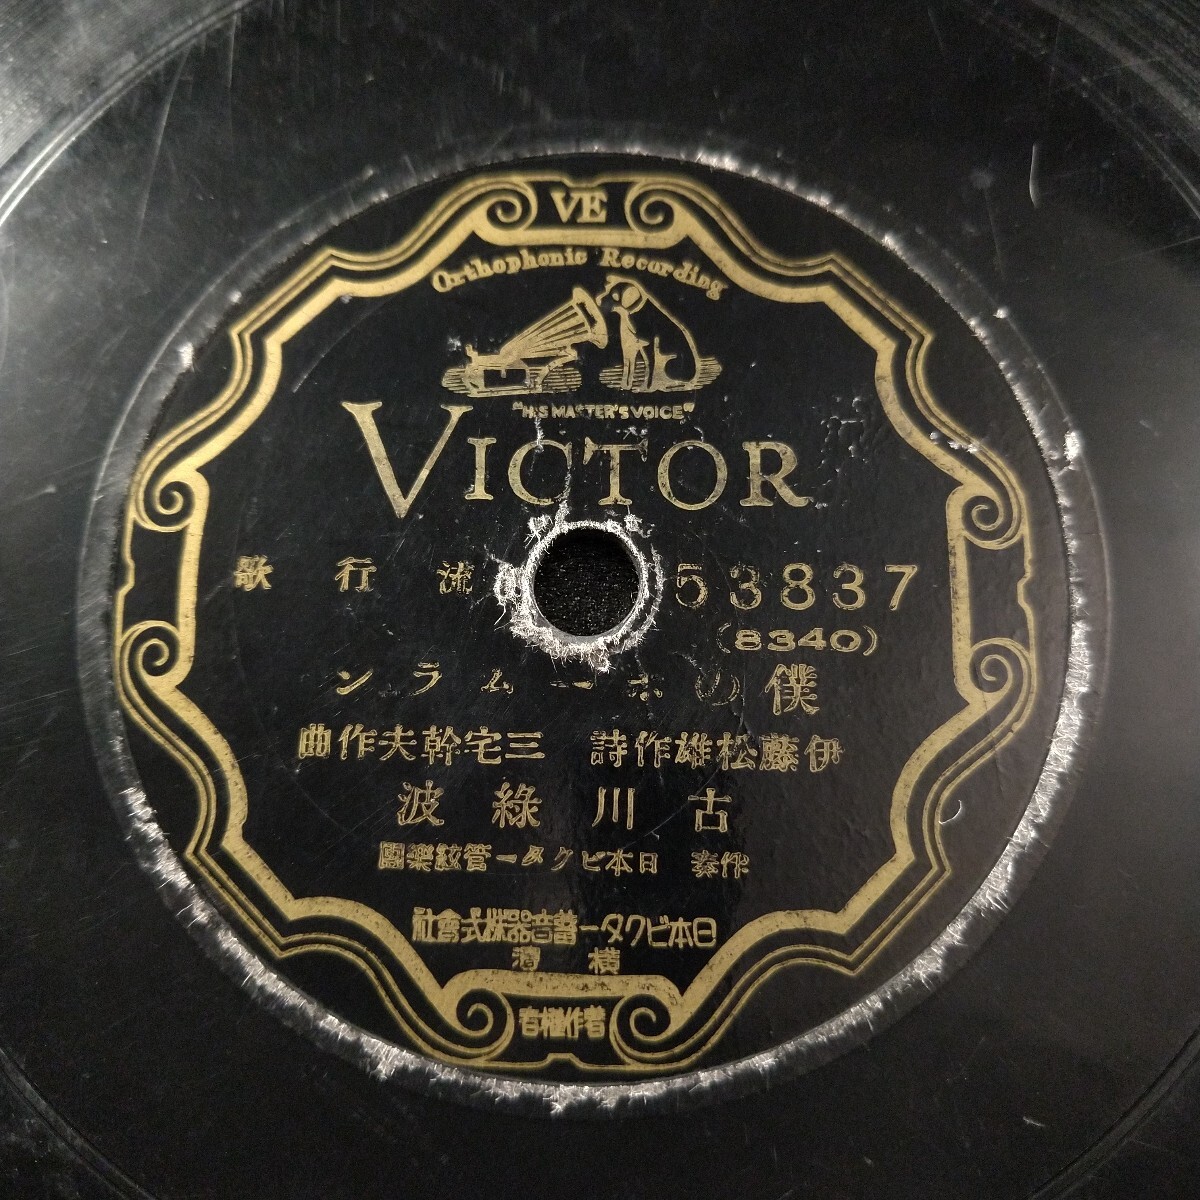 VE
Orthophonic Recording
"HIS MASTER'S VOICE"
VICTOR
流行歌
53837
(8340)
僕のホームラン
伊藤松雄作詩 三宅幹夫作曲
古川綠波
伴奏 日本ビクター管絃樂團
日本ビクター蓄音器株式會社
横濱
著作權者